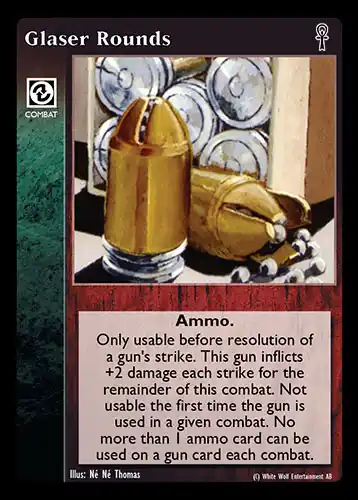 Glaser Rounds
COMBAT
Ammo.
Only usable before resolution of
a gun's strike. This gun inflicts
+2 damage each strike for the
remainder of this combat. Not
usable the first time the gun is
used in a given combat. No
more than 1 ammo card can be
used on a gun card each combat.
Illus: Né Né Thomas
(C) White Wolf Entertainment AB